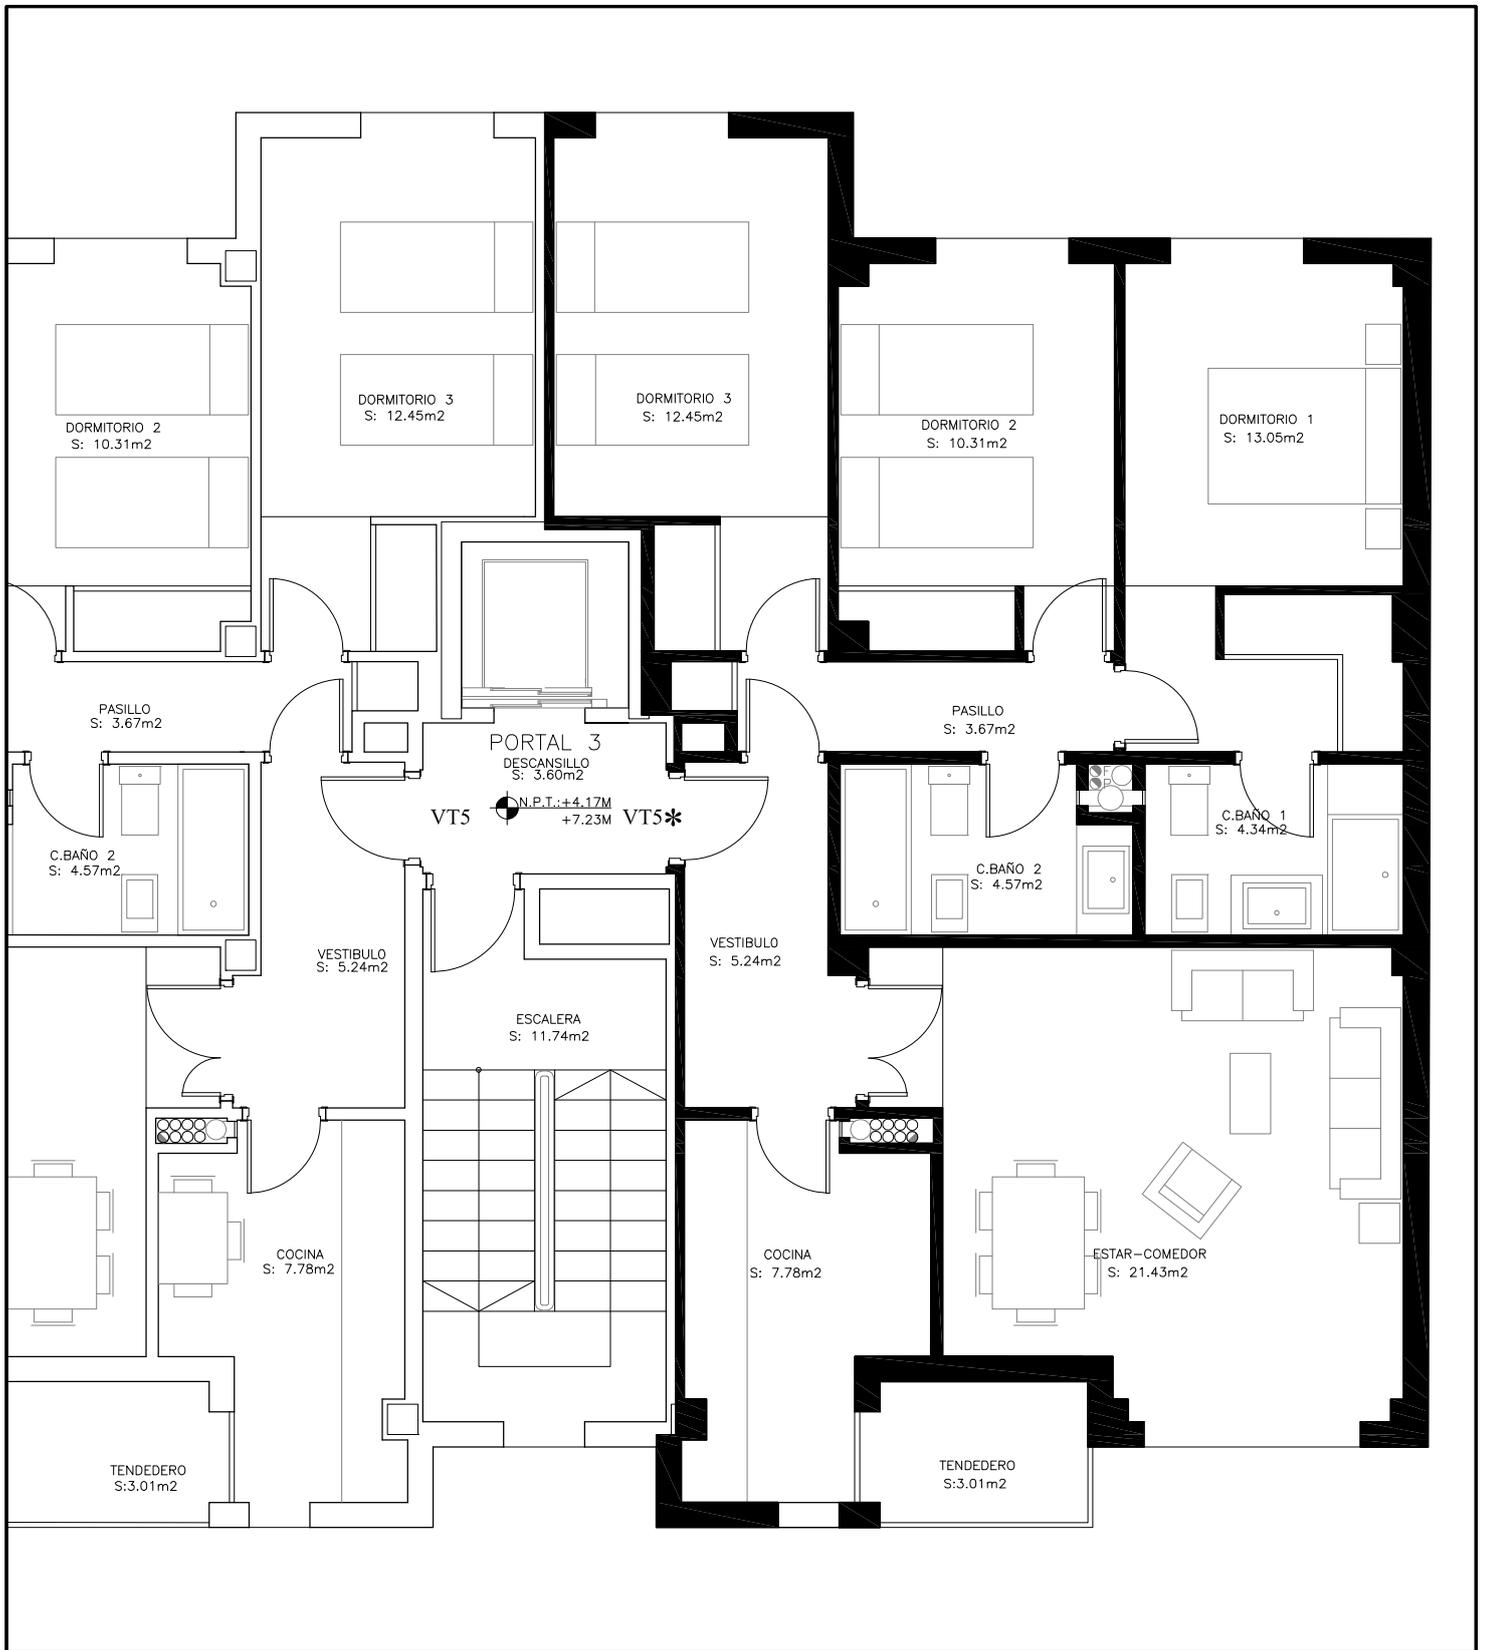 DORMITORIO 3
S: 12.45m2
DORMITORIO 3
S: 12.45m2
DORMITORIO 2
S: 10.31m2
DORMITORIO 2
S: 10.31m2
DORMITORIO 1
S: 13.05m2
PASILLO
S: 3.67m2
PASILLO
S: 3.67m2
PORTAL 3
DESCANSILLO
S: 3.60m2
N.P.T.:+4.17M
+7.23M
VT5
VT5*
C.BAÑO 2
S: 4.57m2
C.BAÑO 2
S: 4.57m2
C.BAÑO 1
S: 4.34m2
VESTIBULO
S: 5.24m2
VESTIBULO
S: 5.24m2
ESCALERA
S: 11.74m2
COCINA
S: 7.78m2
COCINA
S: 7.78m2
ESTAR-COMEDOR
S: 21.43m2
TENDEDERO
S:3.01m2
TENDEDERO
S:3.01m2